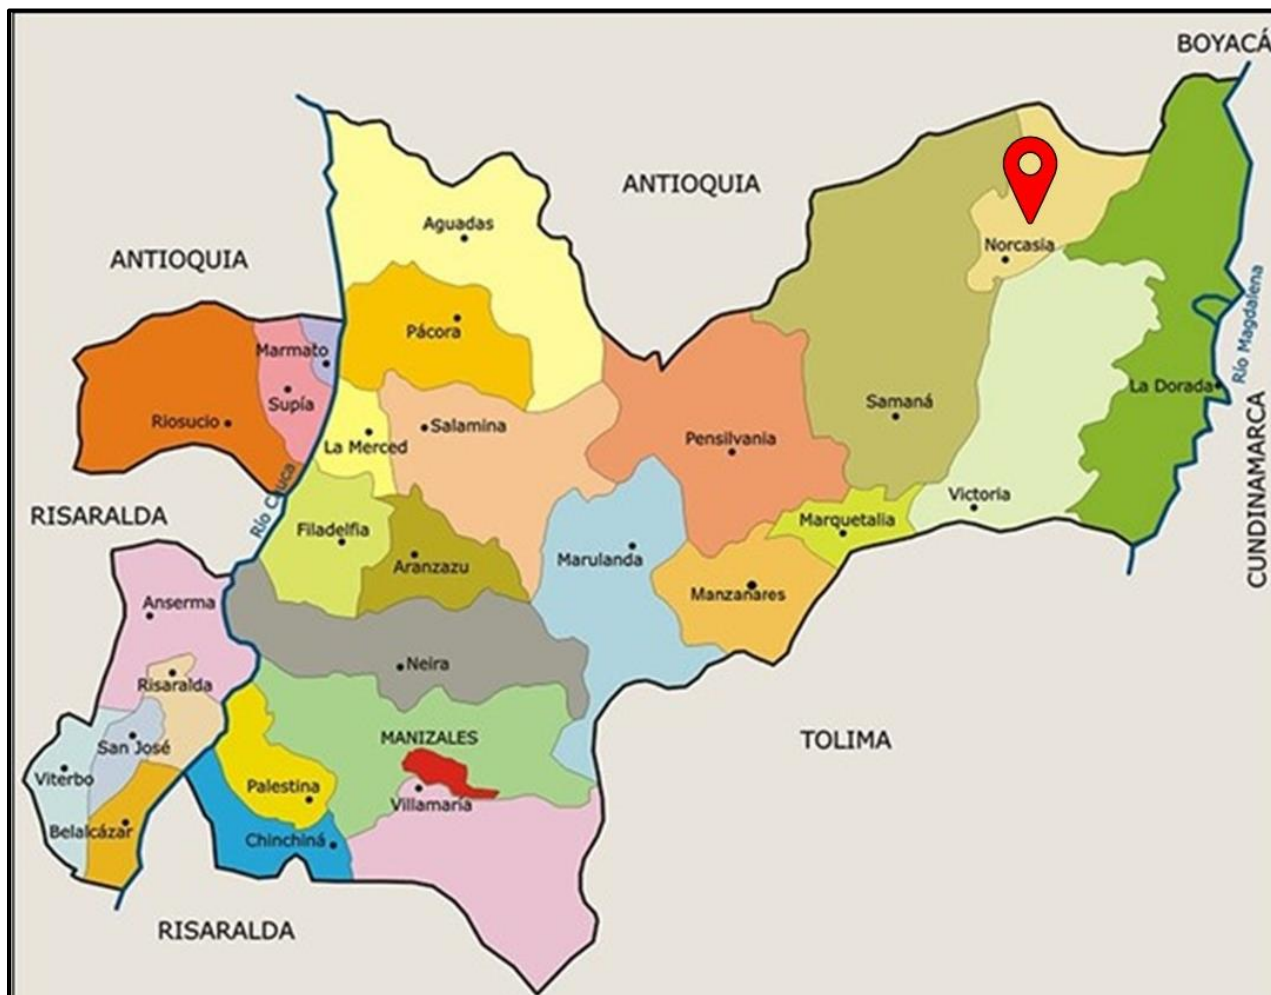 BOYACÁ
ANTIOQUIA
Aguadas
Norcasia
ANTIOQUIA
Río Magdalena
Pácora
Marmato
La Dorada
Supía
Samaná
Riosucio
Salamina
La Merced
Pensilvania
CUNDINAMARCA
Río Cauca
Victoria
RISARALDA
Marquetalia
Filadelfia
Marulanda
Aranzazu
Manzanares
Anserma
Neira
Risaralda
MANIZALES
TOLIMA
San José
Viterbo
Palestina
Villamaría
Belalcázar
Chinchiná
RISARALDA